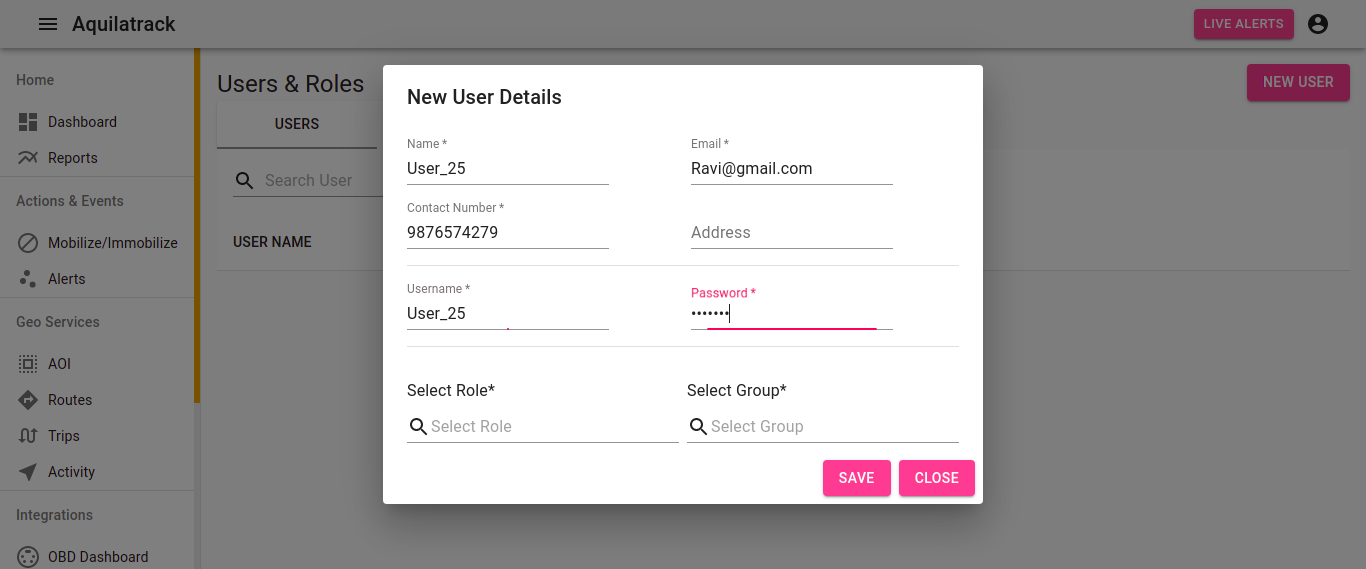 Aquilatrack
LIVE ALERTS
Home
Dashboard
Reports
Actions & Events
Mobilize/Immobilize
Alerts
Geo Services
AOI
Routes
Trips
Activity
Integrations
OBD Dashboard
Users & Roles
NEW USER
USERS
Search User
USER NAME
New User Details
Name *
Email *
User_25
Ravi@gmail.com
Contact Number *
9876574279
Address
Username *
Password *
User_25
•••••••
Select Role*
Select Group*
Select Role
Select Group
SAVE
CLOSE